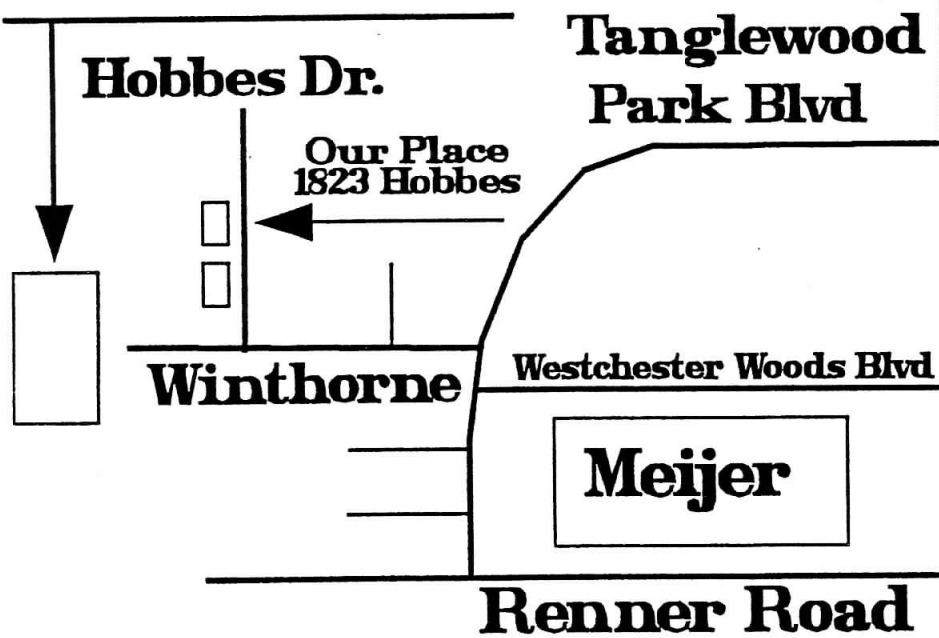 Tanglewood
Park Blvd
Hobbes Dr.
Our Place
1823 Hobbes
Westchester Woods Blvd
Winthorne
Meijer
Renner Road